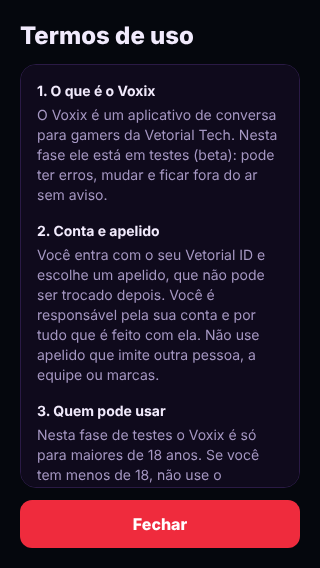 Termos de uso
1. O que é o Voxix
O Voxix é um aplicativo de conversa
para gamers da Vetorial Tech. Nesta
fase ele está em testes (beta): pode
ter erros, mudar e ficar fora do ar
sem aviso.
2. Conta e apelido
Você entra com o seu Vetorial ID e
escolhe um apelido, que não pode
ser trocado depois. Você é
responsável pela sua conta e por
tudo que é feito com ela. Não use
apelido que imite outra pessoa, a
equipe ou marcas.
3. Quem pode usar
Nesta fase de testes o Voxix é só
para maiores de 18 anos. Se você
tem menos de 18, não use o
Fechar